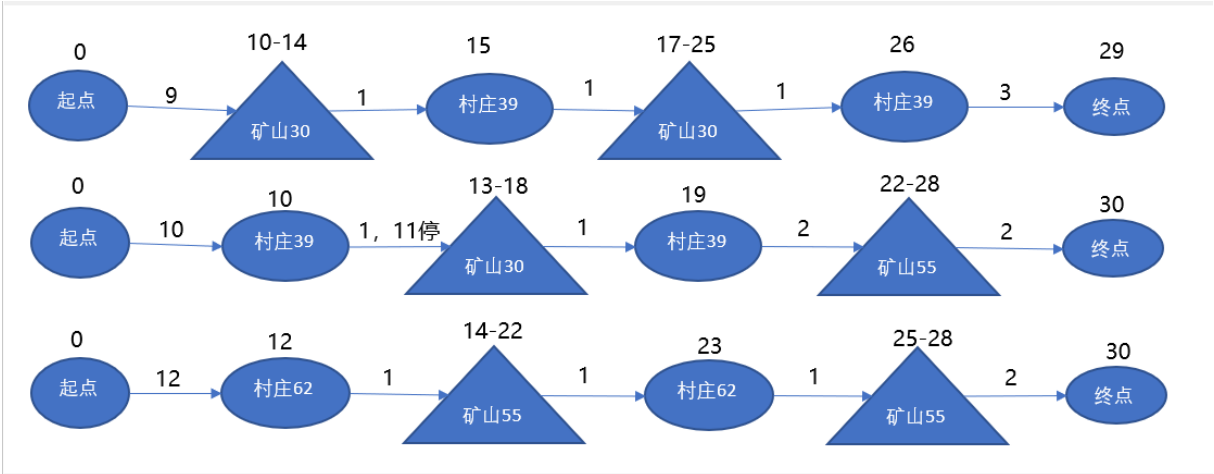 0 10-14 15 17-25 26 29
起点 9 矿山30 1 村庄39 1 矿山30 1 村庄39 3 终点
0 10 13-18 19 22-28 30
起点 10 村庄39 1，11停 矿山30 1 村庄39 2 矿山55 2 终点
0 12 14-22 23 25-28 30
起点 12 村庄62 1 矿山55 1 村庄62 1 矿山55 2 终点